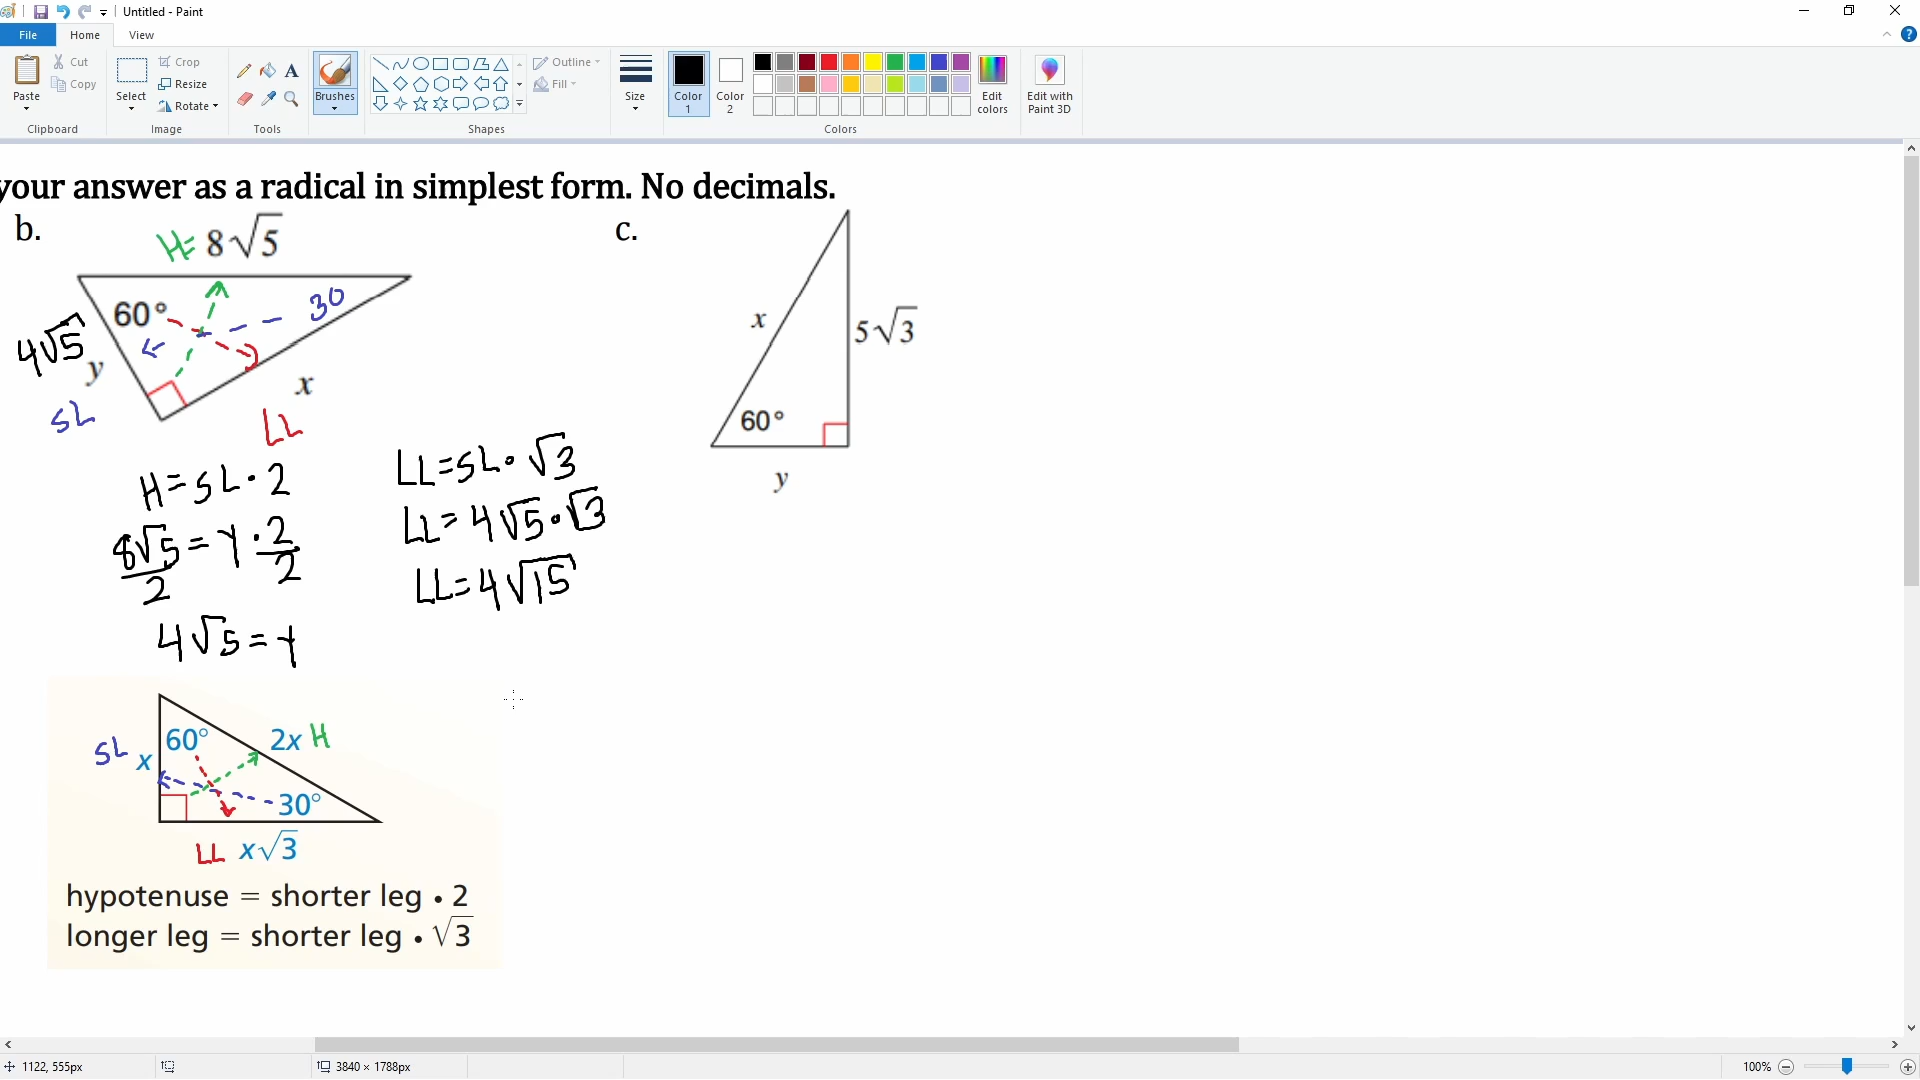 Untitled - Paint
File Home View
Paste
Cut
Copy
Clipboard
Select
Crop
Resize
Rotate
Image
A
Tools
Brushes
Outline
Fill
Shapes
Size
Color 1
Color 2
Edit colors
Colors
Edit with Paint 3D
?
your answer as a radical in simplest form. No decimals.
b.
H= 8√5
60°
30
4√5
y
x
SL
LL
H = SL · 2
8√5/2 = Y · 2/2
4√5 = Y
LL = SL · √3
LL = 4√5 · √3
LL = 4√15
c.
x
5√3
60°
y
SL x
60°
2x H
30°
LL x√3
hypotenuse = shorter leg • 2
longer leg = shorter leg • √3
1122, 555px
3840 × 1788px
100%